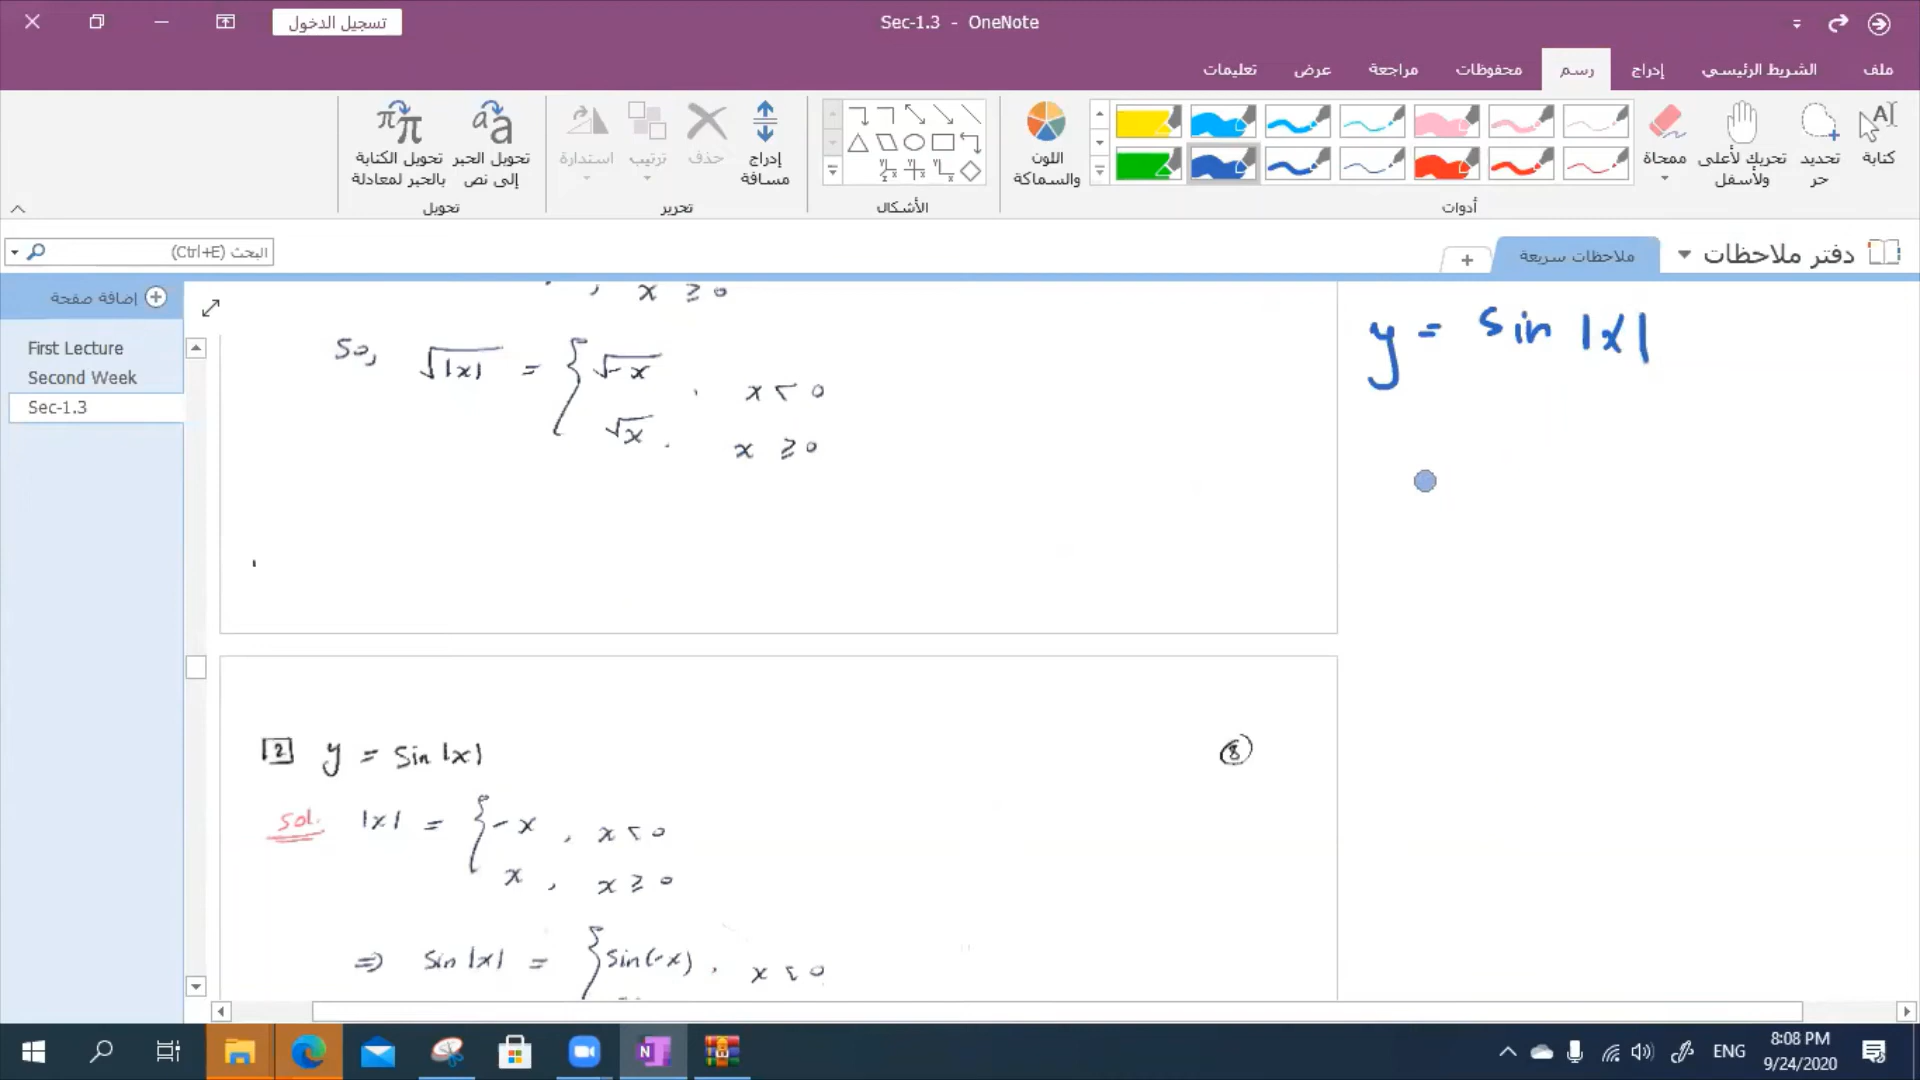 تسجيل الدخول
Sec-1.3 - OneNote
ملف
الشريط الرئيسي
إدراج
رسم
محفوظات
مراجعة
عرض
تعليمات
كتابة
تحديد حر
تحريك لأعلى ولأسفل
ممحاة
أدوات
اللون والسماكة
الأشكال
إدراج مسافة
حذف
ترتيب
استدارة
تحرير
تحويل الحبر إلى نص
تحويل الكتابة بالحبر لمعادلة
تحويل
دفتر ملاحظات
ملاحظات سريعة
البحث (Ctrl+E)
إضافة صفحة
First Lecture
Second Week
Sec-1.3
, x ≥ 0
So, √|x| = { √-x , x < 0
√x , x ≥ 0
y = sin |x|
[2] y = sin |x|
8
Sol. |x| = { -x , x < 0
x , x ≥ 0
⇒ sin |x| = { sin(-x) , x < 0
ENG
8:08 PM
9/24/2020